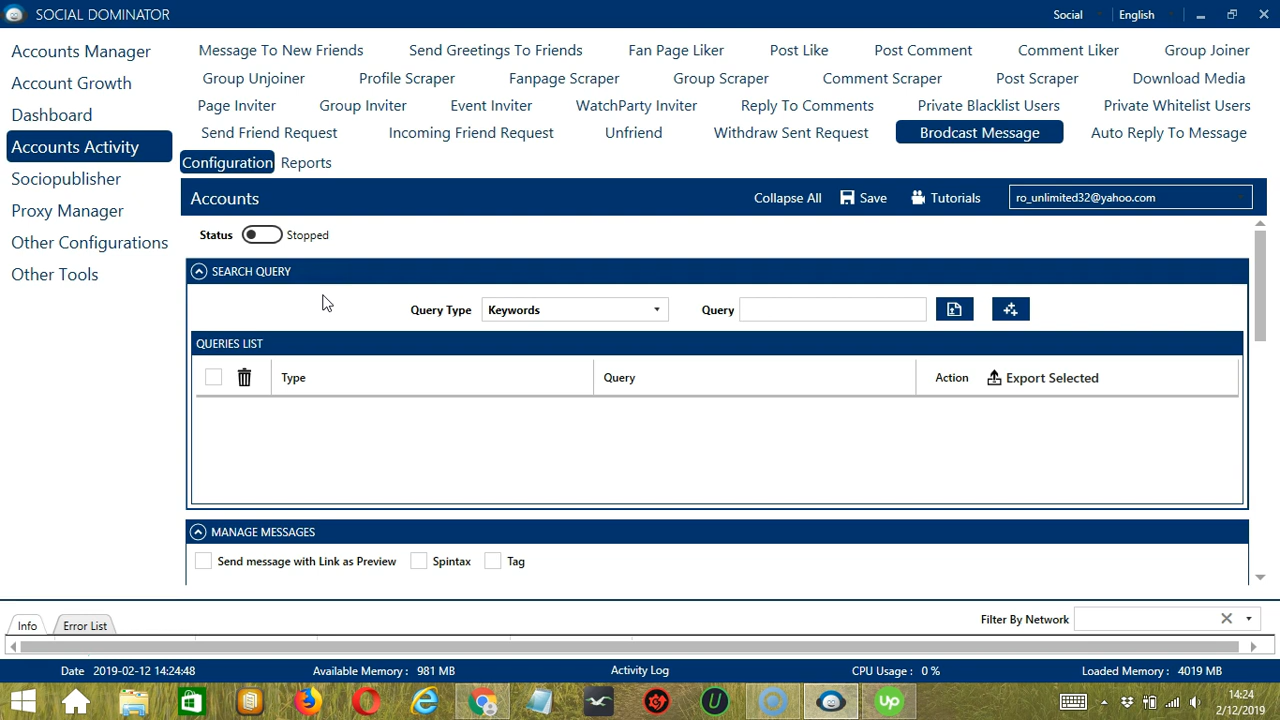 SOCIAL DOMINATOR
Social
English
Accounts Manager
Account Growth
Dashboard
Accounts Activity
Sociopublisher
Proxy Manager
Other Configurations
Other Tools
Message To New Friends Send Greetings To Friends Fan Page Liker Post Like Post Comment Comment Liker Group Joiner
Group Unjoiner Profile Scraper Fanpage Scraper Group Scraper Comment Scraper Post Scraper Download Media
Page Inviter Group Inviter Event Inviter WatchParty Inviter Reply To Comments Private Blacklist Users Private Whitelist Users
Send Friend Request Incoming Friend Request Unfriend Withdraw Sent Request Brodcast Message Auto Reply To Message
Configuration Reports
Accounts Collapse All Save Tutorials ro_unlimited32@yahoo.com
Status Stopped
SEARCH QUERY
Query Type Keywords Query
QUERIES LIST
Type Query Action Export Selected
MANAGE MESSAGES
Send message with Link as Preview Spintax Tag
Info Error List Filter By Network
Date 2019-02-12 14:24:48 Available Memory : 981 MB Activity Log CPU Usage : 0 % Loaded Memory : 4019 MB
U
up
14:24
2/12/2019